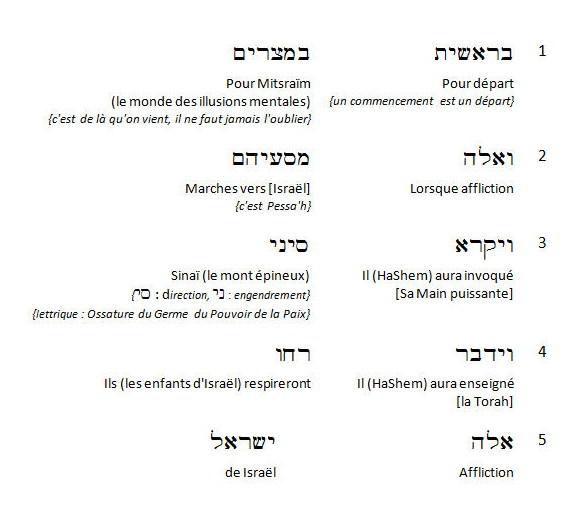 1
בראשית
Pour départ
{un commencement est un départ}
במצרים
Pour Mitsraïm
(le monde des illusions mentales)
{c'est de là qu'on vient, il ne faut jamais l'oublier}
2
ואלה
Lorsque affliction
מסעיהם
Marches vers [Israël]
{c'est Pessa'h}
3
ויקרא
Il (HaShem) aura invoqué
[Sa Main puissante]
סיני
Sinaï (le mont épineux)
{סי : direction, ני : engendrement}
{lettrique : Ossature du Germe du Pouvoir de la Paix}
4
וידבר
Il (HaShem) aura enseigné
[la Torah]
רחו
Ils (les enfants d'Israël) respireront
5
אלה
Affliction
ישראל
de Israël